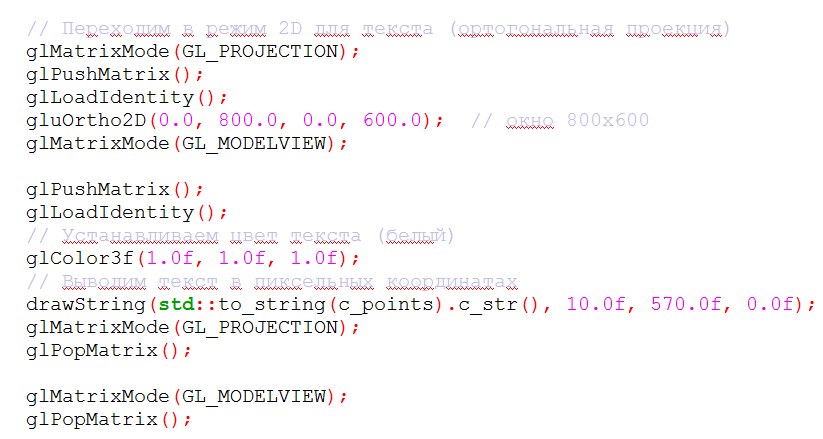 // Переходим в режим 2D для текста (ортогональная проекция)
glMatrixMode(GL_PROJECTION);
glPushMatrix();
glLoadIdentity();
gluOrtho2D(0.0, 800.0, 0.0, 600.0);  // окно 800x600
glMatrixMode(GL_MODELVIEW);
glPushMatrix();
glLoadIdentity();
// Устанавливаем цвет текста (белый)
glColor3f(1.0f, 1.0f, 1.0f);
// Выводим текст в пиксельных координатах
drawString(std::to_string(c_points).c_str(), 10.0f, 570.0f, 0.0f);
glMatrixMode(GL_PROJECTION);
glPopMatrix();
glMatrixMode(GL_MODELVIEW);
glPopMatrix();